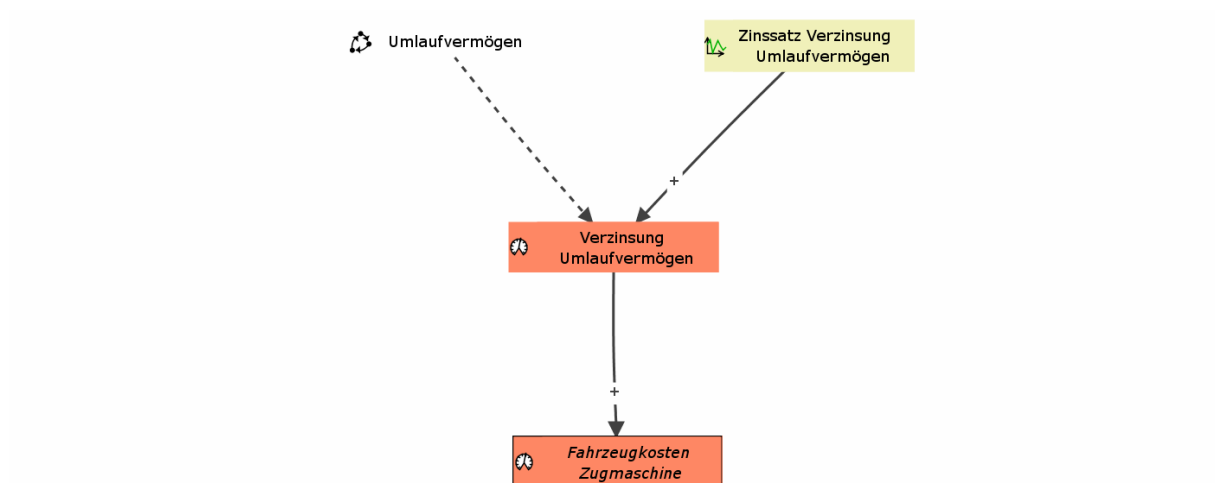 Umlaufvermögen
Zinssatz Verzinsung
Umlaufvermögen
+
Verzinsung
Umlaufvermögen
+
Fahrzeugkosten
Zugmaschine